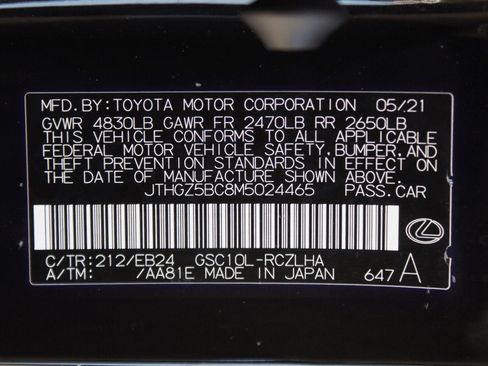 MFD.BY:TOYOTA MOTOR CORPORATION 05/21
GVWR 4830LB GAWR FR 2470LB RR 2650LB
THIS VEHICLE CONFORMS TO ALL APPLICABLE
FEDERAL MOTOR VEHICLE SAFETY,BUMPER,AND
THEFT PREVENTION STANDARDS IN EFFECT ON
THE DATE OF MANUFACTURE SHOWN ABOVE.
JTHGZ5BC8M5024465 PASS.CAR
C/TR:212/EB24 GSC10L-RCZLHA
A/TM: /AA81E MADE IN JAPAN 647 A